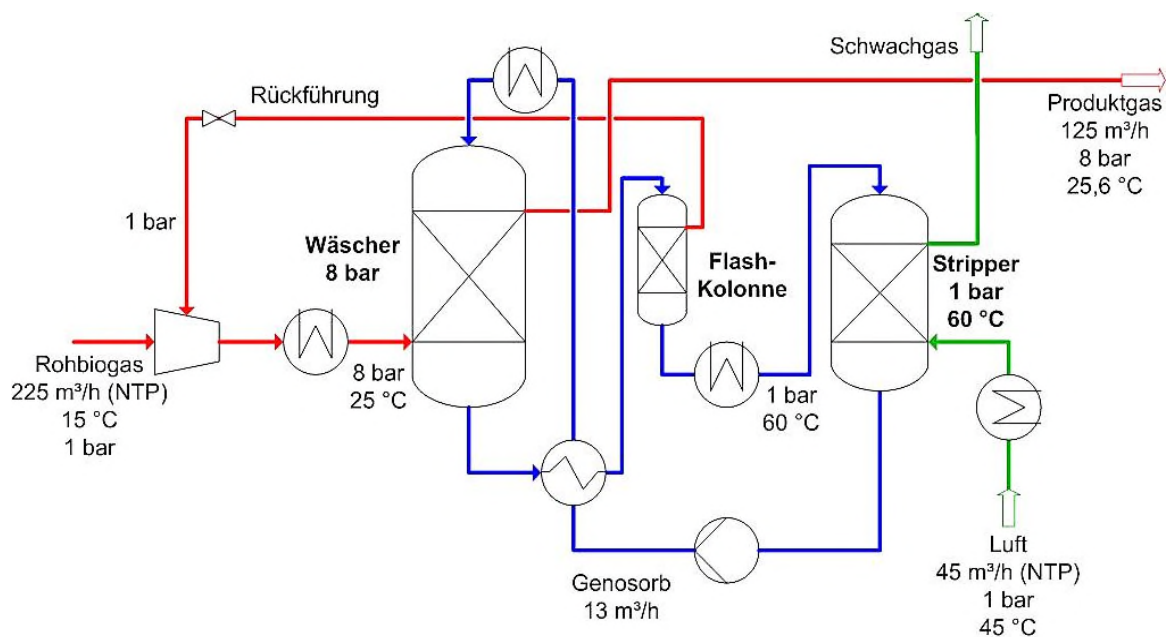 Schwachgas
Rückführung
Produktgas
125 m³/h
8 bar
25,6 °C
1 bar
Wäscher
8 bar
Flash-
Kolonne
Stripper
1 bar
60 °C
Rohbiogas
225 m³/h (NTP)
15 °C
1 bar
8 bar
25 °C
1 bar
60 °C
Genosorb
13 m³/h
Luft
45 m³/h (NTP)
1 bar
45 °C